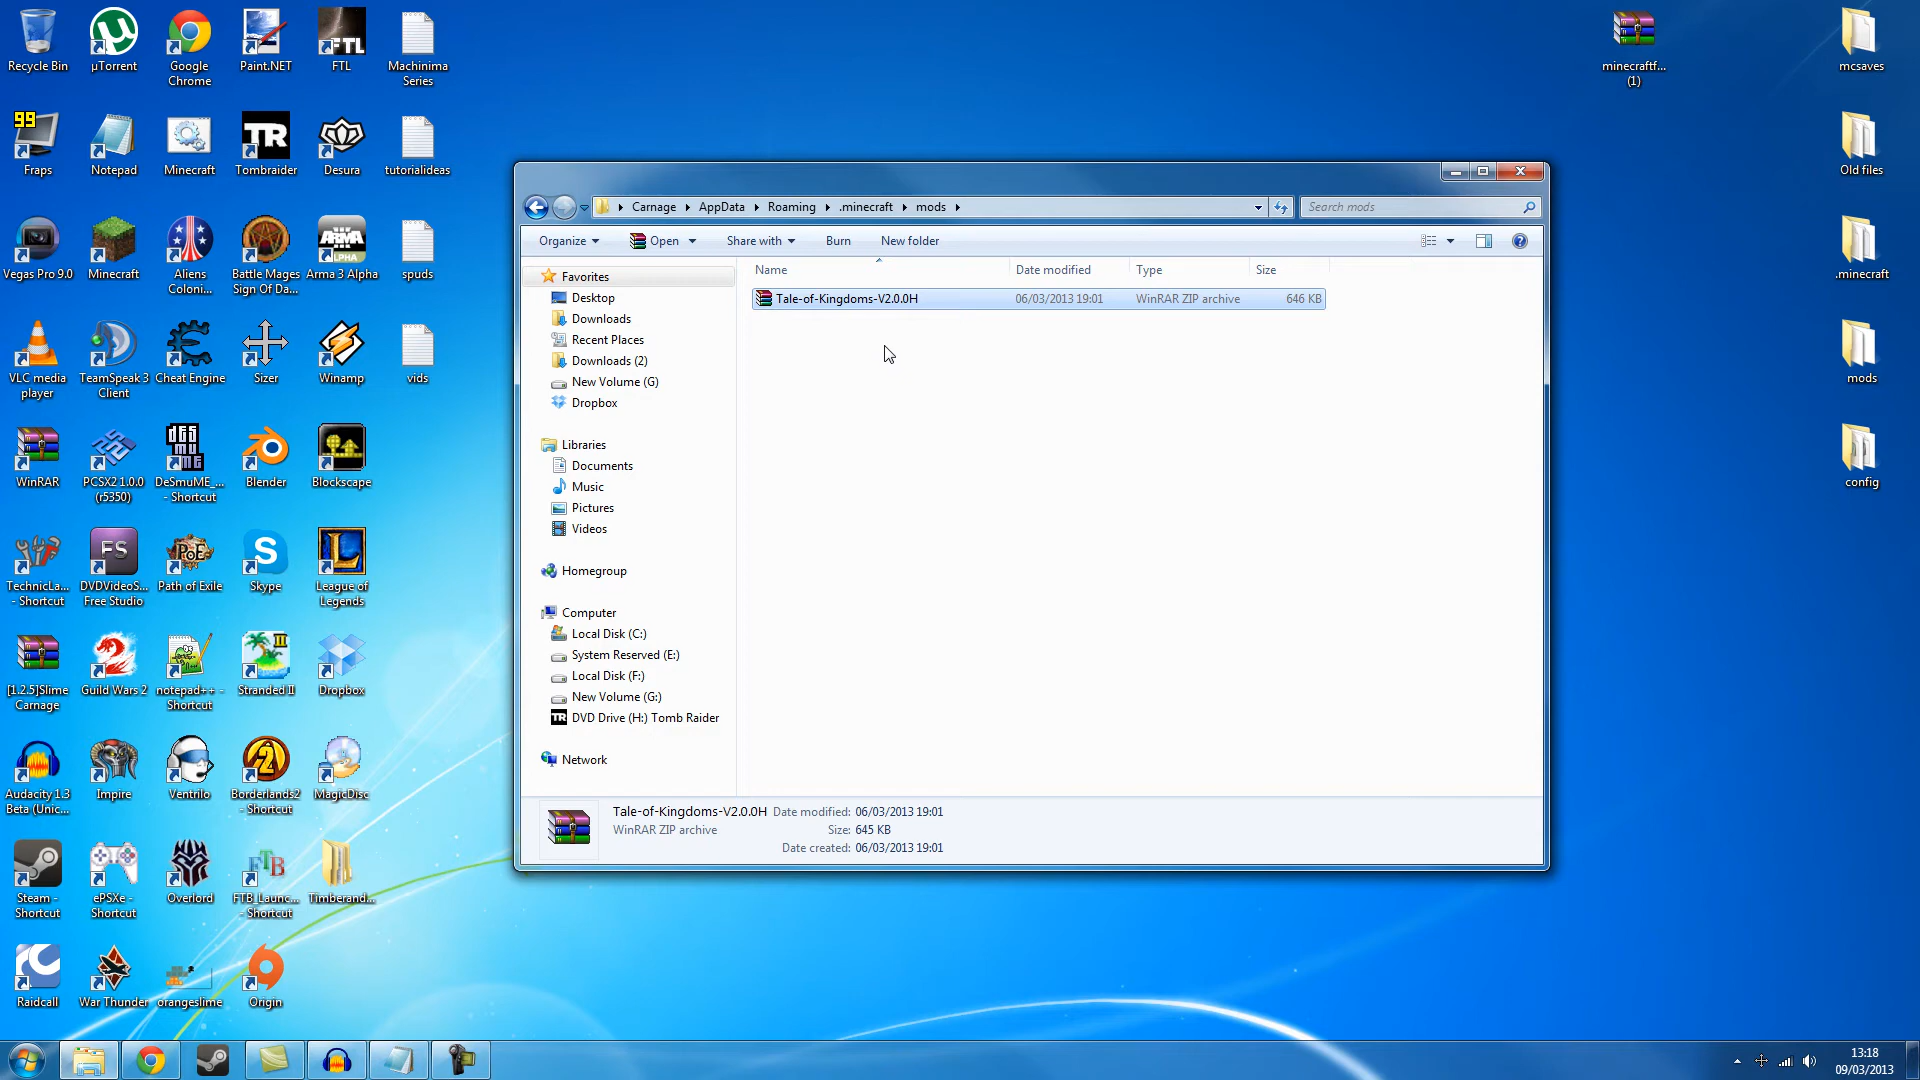 Recycle Bin
µTorrent
Google
Chrome
Paint.NET
FTL
FTL
Machinima
Series
99
Fraps
Notepad
Minecraft
TR
Tombraider
Desura
tutorialideas
Vegas Pro 9.0
Minecraft
Aliens
Coloni...
Battle Mages
Sign Of Da...
ARMA
ALPHA
Arma 3 Alpha
spuds
VLC media
player
TeamSpeak 3
Client
Cheat Engine
Sizer
Winamp
vids
WinRAR
PCSX2 1.0.0
(r5350)
DeSmuME_...
- Shortcut
Blender
Blockscape
TechnicLa...
- Shortcut
FS
DVDVideoS...
Free Studio
PoE
Path of Exile
Skype
League of
Legends
[1.2.5]Slime
Carnage
Guild Wars 2
notepad++ -
Shortcut
Stranded II
Dropbox
Audacity 1.3
Beta (Unic...
Impire
Ventrilo
Borderlands2
- Shortcut
MagicDisc
Steam -
Shortcut
ePSXe -
Shortcut
Overlord
FTB
FTB_Launc...
- Shortcut
Timberand...
Raidcall
War Thunder
orangeslime
Origin
minecraftf...
(1)
mcsaves
Old files
.minecraft
mods
config
Carnage
AppData
Roaming
.minecraft
mods
Search mods
Organize
Open
Share with
Burn
New folder
Favorites
Desktop
Downloads
Recent Places
Downloads (2)
New Volume (G)
Dropbox
Libraries
Documents
Music
Pictures
Videos
Homegroup
Computer
Local Disk (C:)
System Reserved (E:)
Local Disk (F:)
New Volume (G:)
TR DVD Drive (H:) Tomb Raider
Network
Name Date modified Type Size
Tale-of-Kingdoms-V2.0.0H 06/03/2013 19:01 WinRAR ZIP archive 646 KB
Tale-of-Kingdoms-V2.0.0H Date modified: 06/03/2013 19:01
WinRAR ZIP archive Size: 645 KB
Date created: 06/03/2013 19:01
13:18
09/03/2013